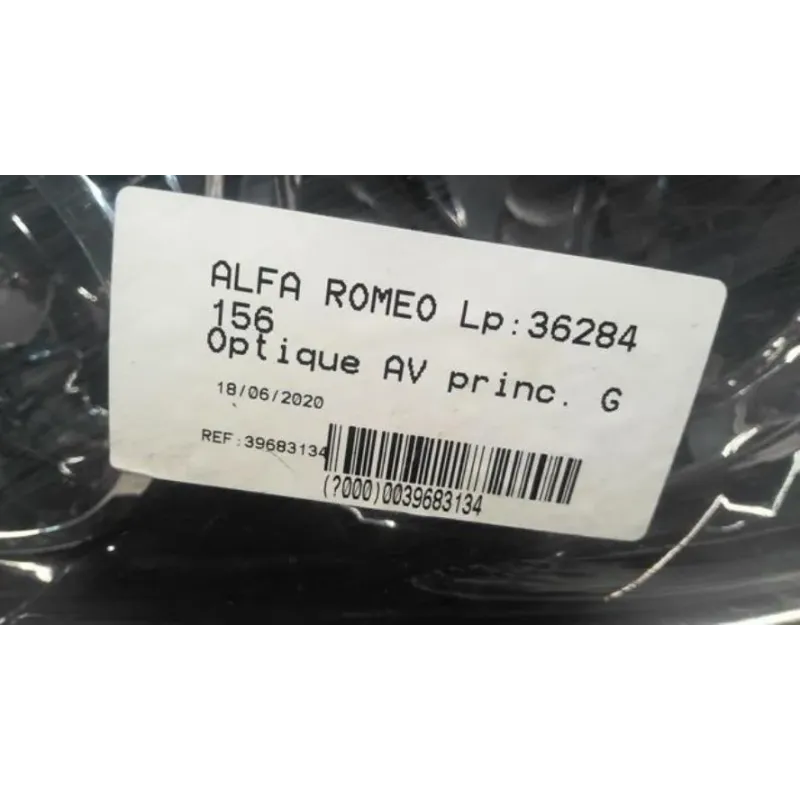 ALFA ROMEO Lp:36284
156
Optique AV princ. G
18/06/2020
REF:39683134
(?000)0039683134